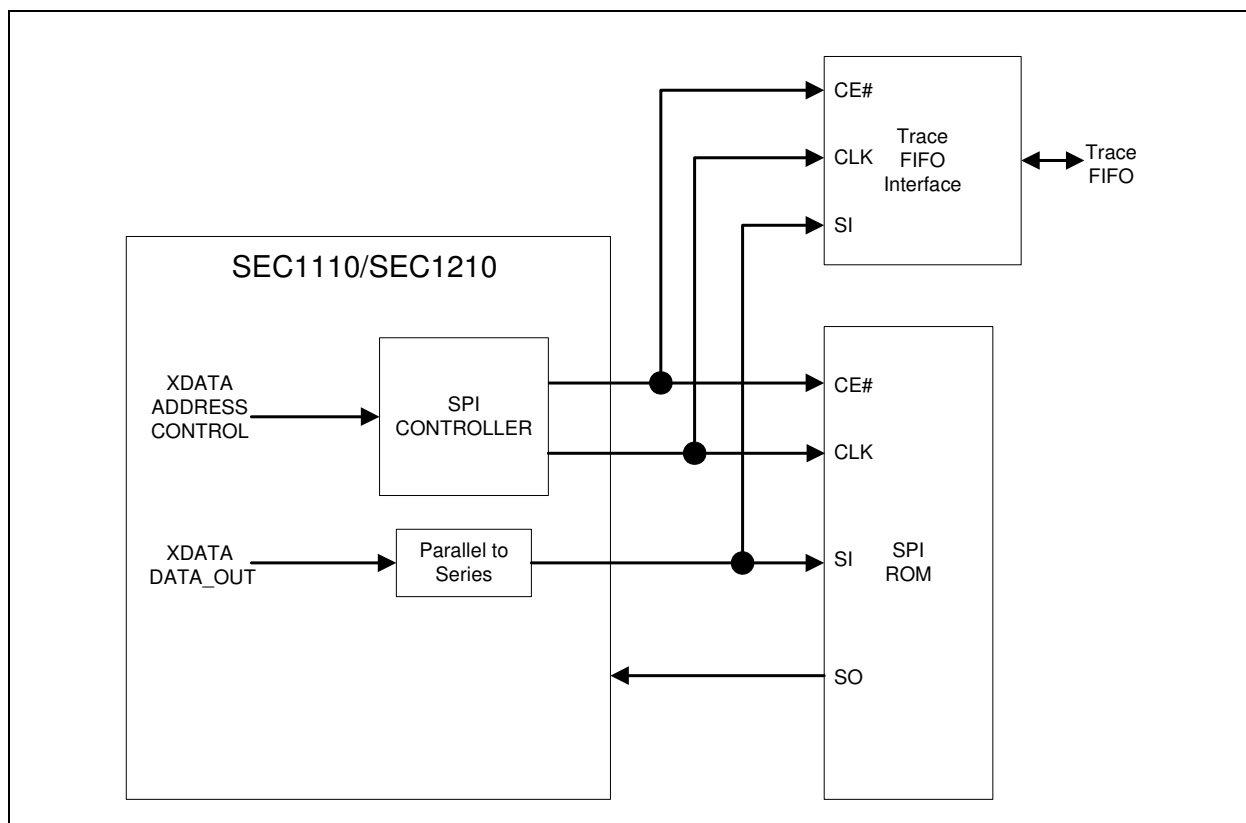 CE#
CLK
SI
Trace
FIFO
Interface
Trace
FIFO
SEC1110/SEC1210
XDATA
ADDRESS
CONTROL
SPI
CONTROLLER
XDATA
DATA_OUT
Parallel to
Series
CE#
CLK
SI
SO
SPI
ROM